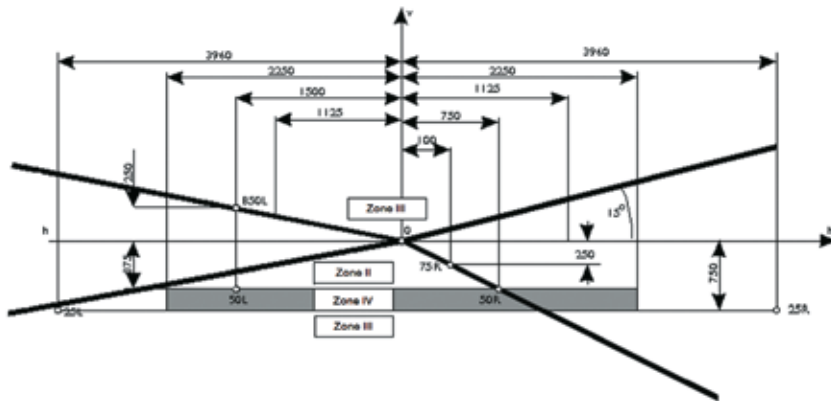 v
3960 3960
2250 2250
1500 1125
1125 750
100
250
B50L
Zone III
15°
h 0 h
375
Zone II
75R
250
750
50L
Zone IV
50R
25L
Zone III
25R